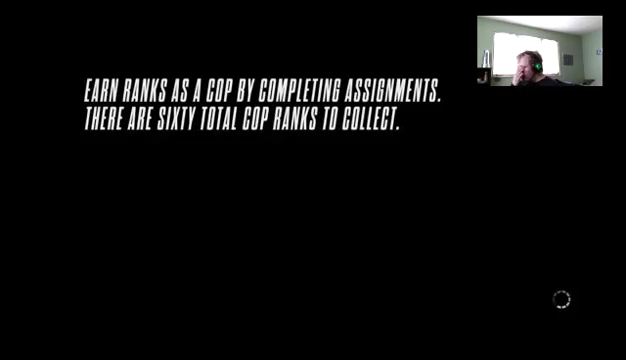 EARN RANKS AS A COP BY COMPLETING ASSIGNMENTS.
THERE ARE SIXTY TOTAL COP RANKS TO COLLECT.